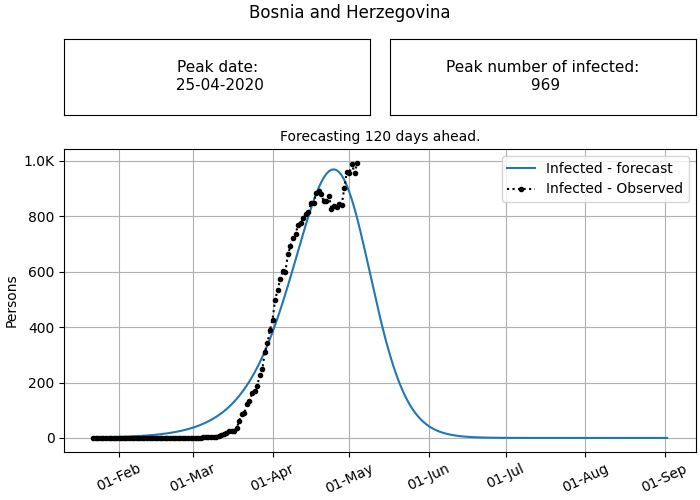 Bosnia and Herzegovina
Peak date:
25-04-2020
Peak number of infected:
969
Forecasting 120 days ahead.
Infected - forecast
Infected - Observed
Persons
1.0K
800
600
400
200
0
01-Feb
01-Mar
01-Apr
01-May
01-Jun
01-Jul
01-Aug
01-Sep